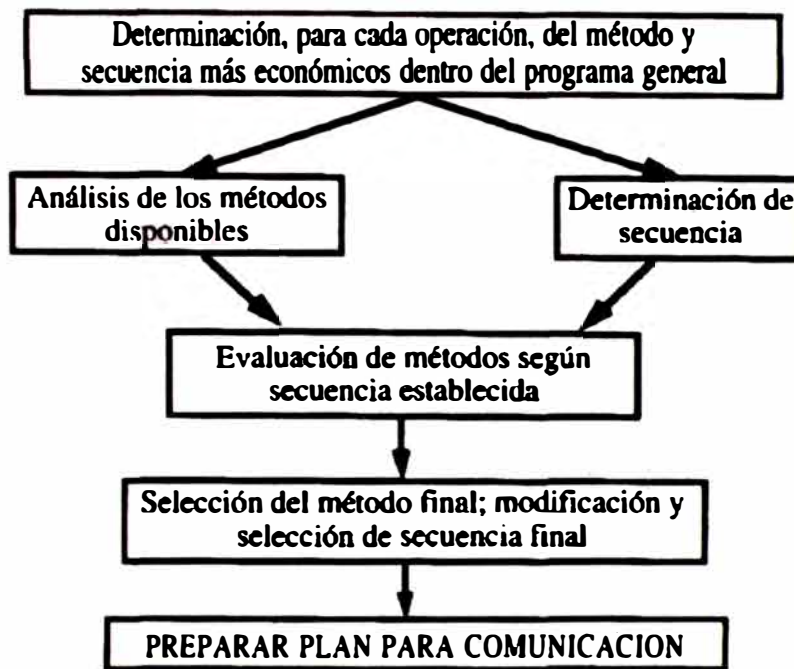 Determinación, para cada operación, del método y
secuencia más económicos dentro del programa general
Análisis de los métodos
disponibles
Determinación de
secuencia
Evaluación de métodos según
secuencia establecida
Selección del método final; modificación y
selección de secuencia final
PREPARAR PLAN PARA COMUNICACION